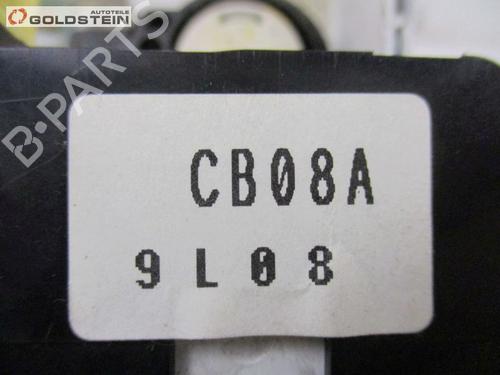 AUTOTEILE
GOLDSTEIN
B-PARTS
CB08A
9L08